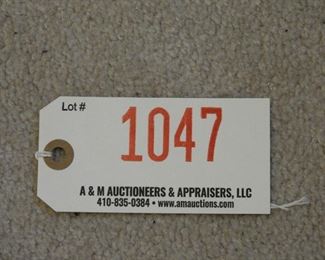 Lot #
1047
A & M AUCTIONEERS & APPRAISERS, LLC
410-835-0384 • www.amauctions.com